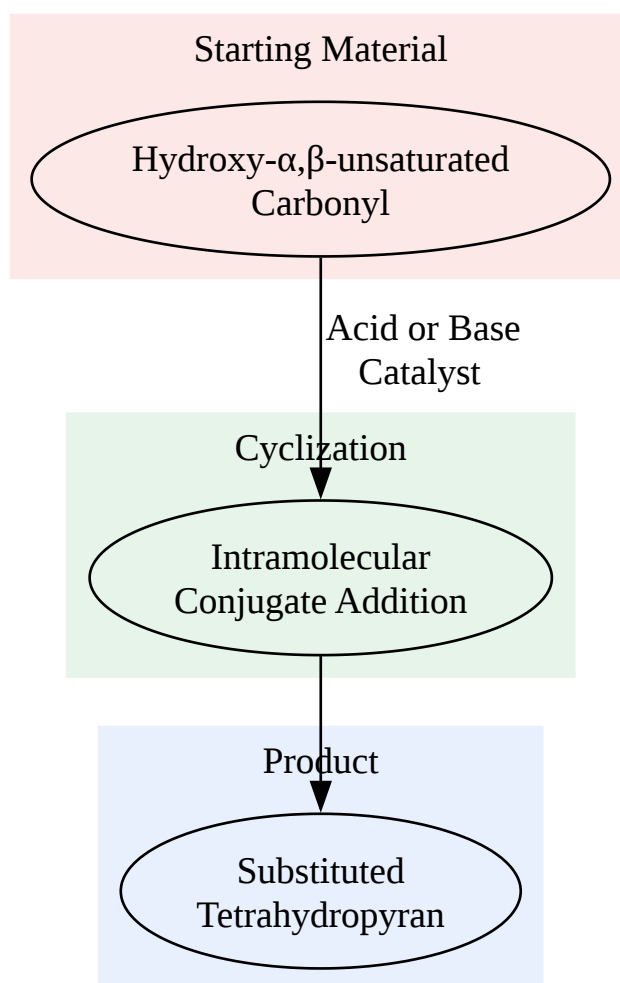 Starting Material
Hydroxy-α,β-unsaturated
Carbonyl
Acid or Base
Catalyst
Cyclization
Intramolecular
Conjugate Addition
Product
Substituted
Tetrahydropyran